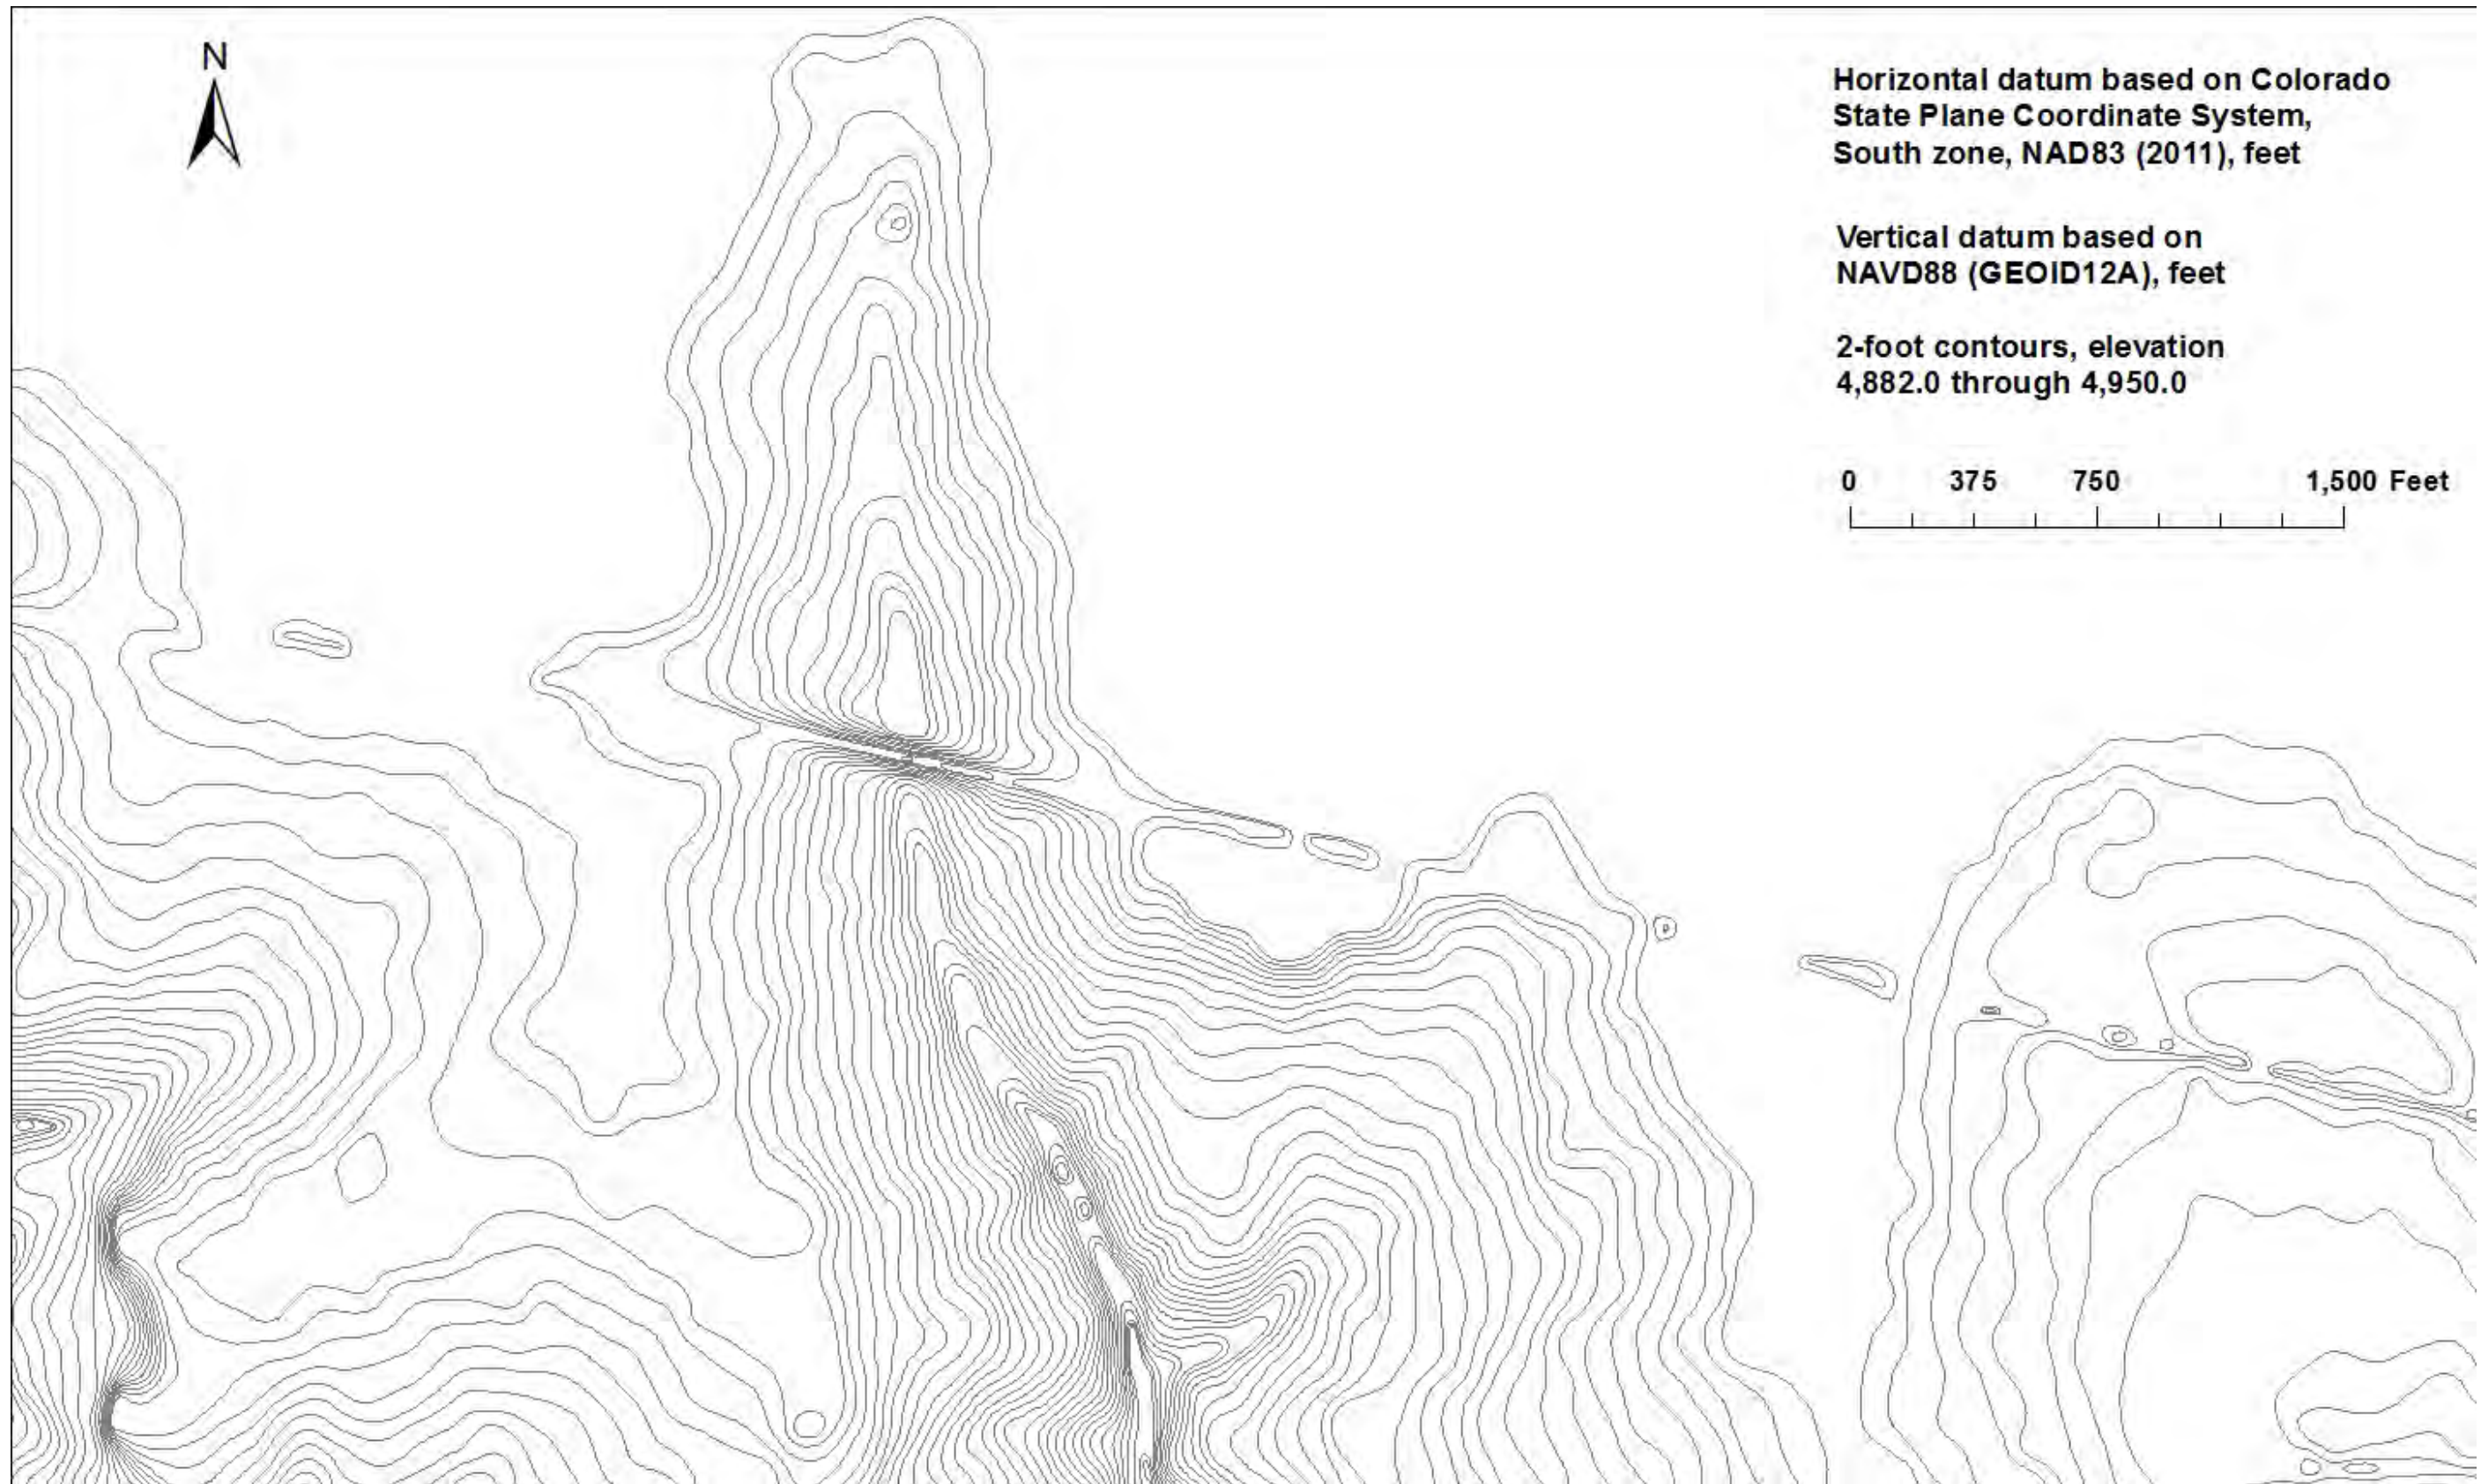 N
Horizontal datum based on Colorado
State Plane Coordinate System,
South zone, NAD83 (2011), feet
Vertical datum based on
NAVD88 (GEOID12A), feet
2-foot contours, elevation
4,882.0 through 4,950.0
0 375 750 1,500 Feet